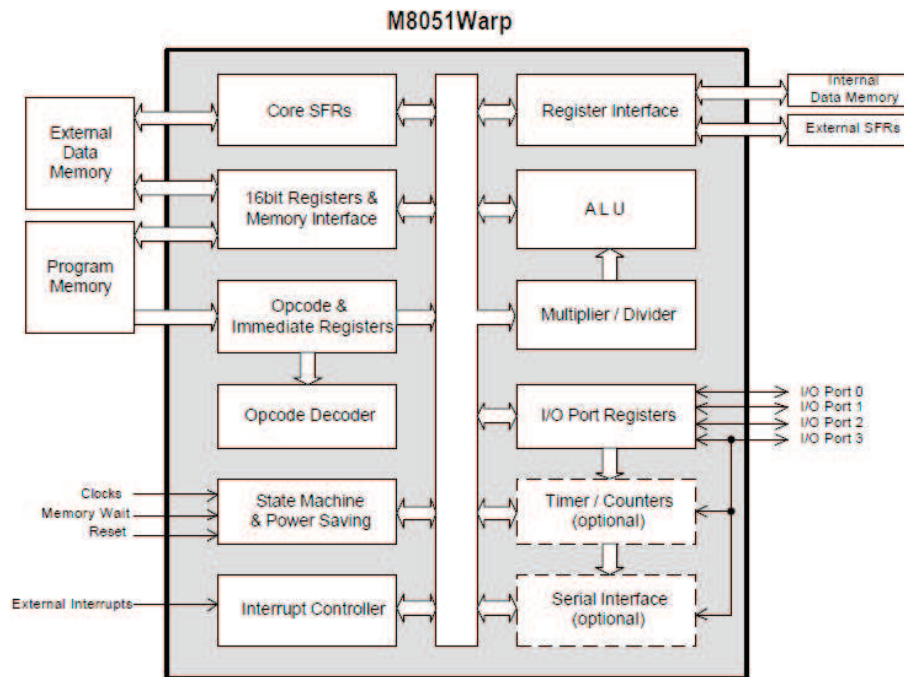 M8051Warp
External
Data
Memory
Program
Memory
Core SFRs
16bit Registers &
Memory Interface
Opcode &
Immediate Registers
Opcode Decoder
Clocks
Memory Wait
Reset
State Machine
& Power Saving
External Interrupts
Interrupt Controller
Register Interface
Internal
Data Memory
External SFRs
A L U
Multiplier / Divider
I/O Port Registers
I/O Port 0
I/O Port 1
I/O Port 2
I/O Port 3
Timer / Counters
(optional)
Serial Interface
(optional)